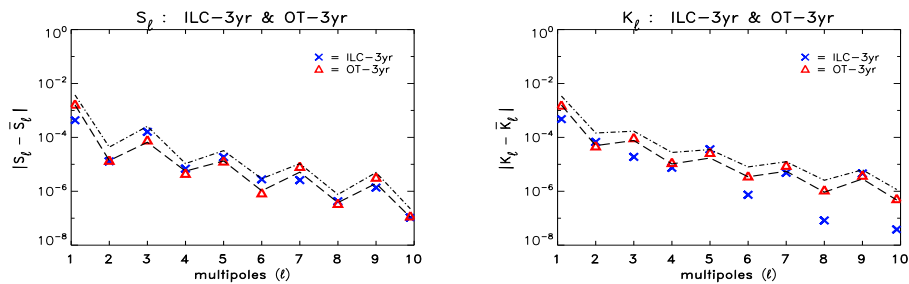 S_ℓ : ILC−3yr & OT−3yr
10^0
10^−2
10^−4
10^−6
10^−8
|S_ℓ − S̄_ℓ|
× = ILC−3yr
△ = OT−3yr
1 2 3 4 5 6 7 8 9 10
multipoles (ℓ)
K_ℓ : ILC−3yr & OT−3yr
10^0
10^−2
10^−4
10^−6
10^−8
|K_ℓ − K̄_ℓ|
× = ILC−3yr
△ = OT−3yr
1 2 3 4 5 6 7 8 9 10
multipoles (ℓ)